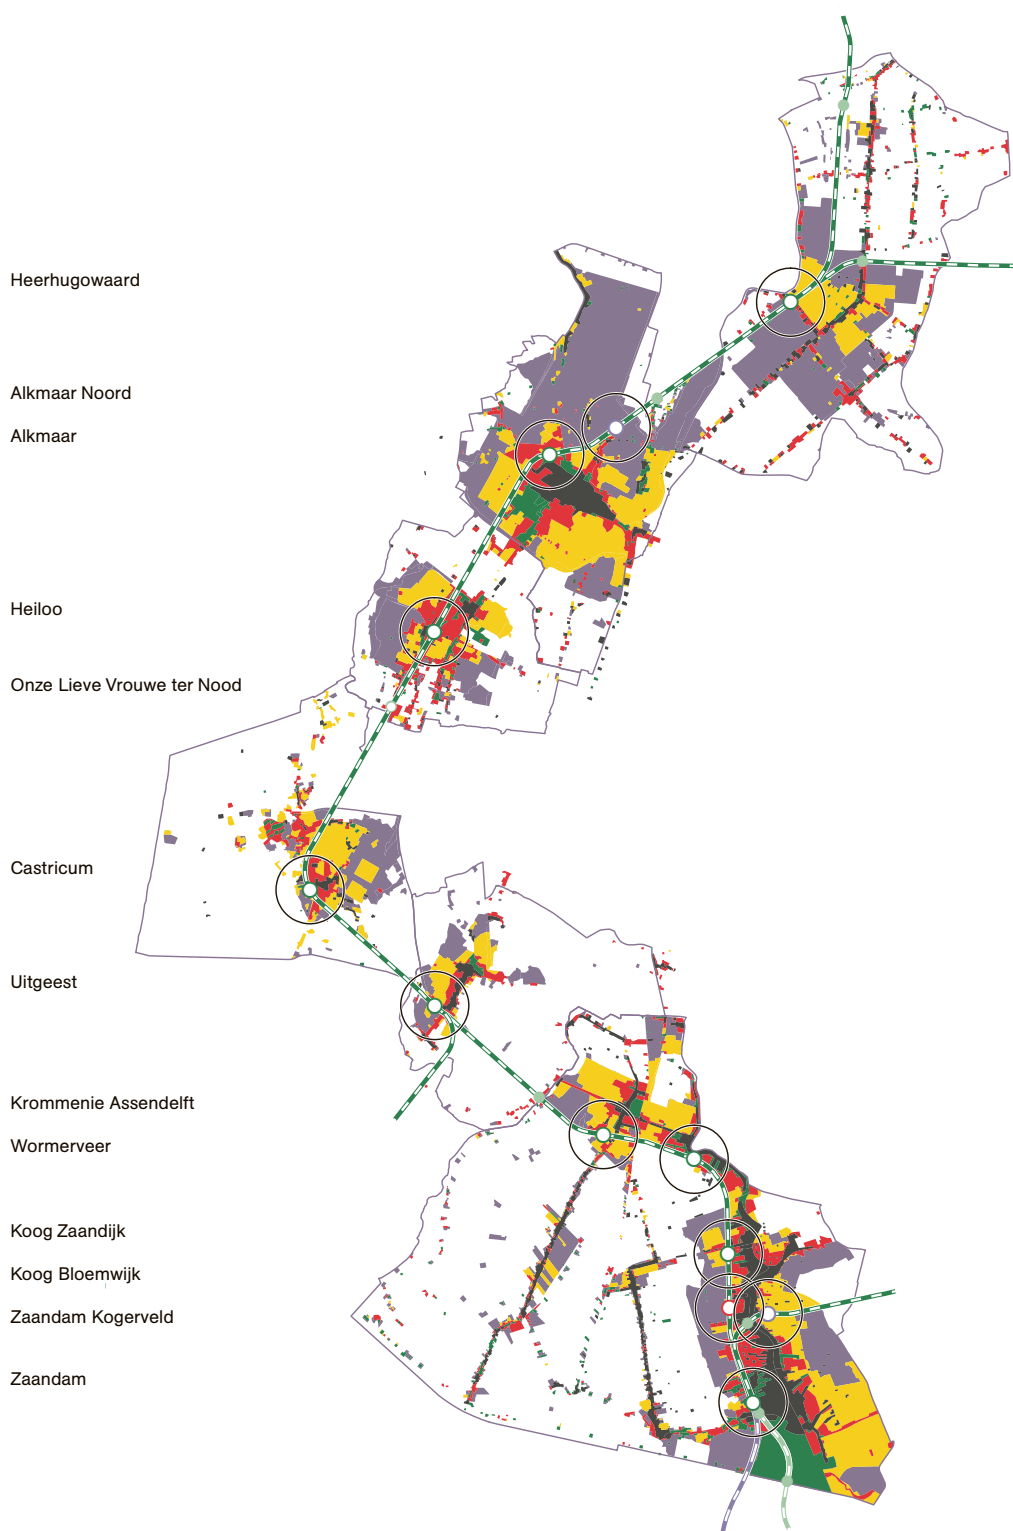 Heerhugowaard
Alkmaar Noord
Alkmaar
Heiloo
Onze Lieve Vrouwe ter Nood
Castricum
Uitgeest
Krommenie Assendelft
Wormerveer
Koog Zaandijk
Koog Bloemwijk
Zaandam Kogerveld
Zaandam